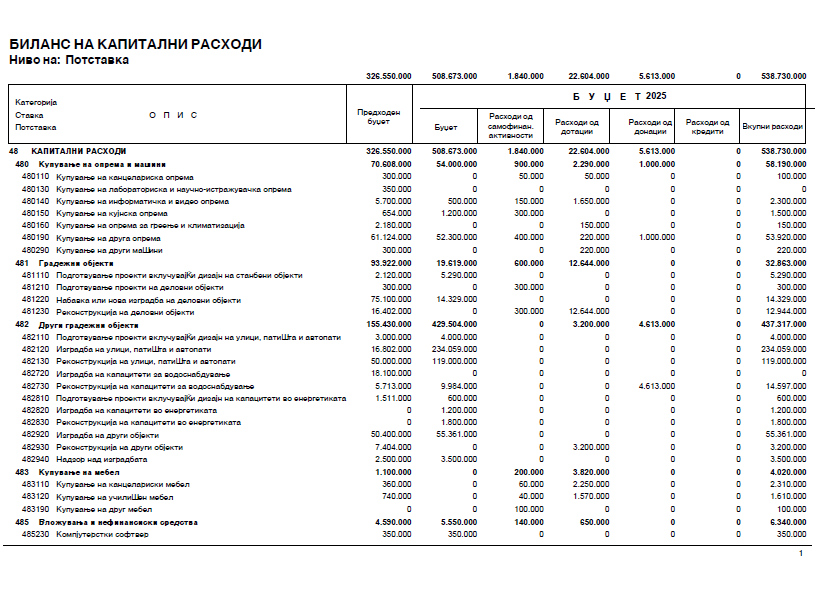 БИЛАНС НА КАПИТАЛНИ РАСХОДИ
Ниво на: Потставка
326.550.000 508.673.000 1.840.000 22.604.000 5.613.000 0 538.730.000
Категорија
Ставка О П И С
Потставка
Предходен буџет
Б У Џ Е Т 2025
Буџет
Расходи од самофинан. активности
Расходи од дотации
Расходи од донации
Расходи од кредити
Вкупни расходи
48 КАПИТАЛНИ РАСХОДИ 326.550.000 508.673.000 1.840.000 22.604.000 5.613.000 0 538.730.000
480 Купување на опрема и машини 70.608.000 54.000.000 900.000 2.290.000 1.000.000 0 58.190.000
480110 Купување на канцелариска опрема 300.000 0 50.000 50.000 0 0 100.000
480130 Купување на лабораториска и научно-истражувачка опрема 350.000 0 0 0 0 0 0
480140 Купување на информатичка и видео опрема 5.700.000 500.000 150.000 1.650.000 0 0 2.300.000
480150 Купување на кујнска опрема 654.000 1.200.000 300.000 0 0 0 1.500.000
480160 Купување на опрема за греење и климатизација 2.180.000 0 0 150.000 0 0 150.000
480190 Купување на друга опрема 61.124.000 52.300.000 400.000 220.000 1.000.000 0 53.920.000
480290 Купување на други маШини 300.000 0 0 220.000 0 0 220.000
481 Градежни објекти 93.922.000 19.619.000 600.000 12.644.000 0 0 32.863.000
481110 Подготвување проекти вклучувајЌи дизајн на станбени објекти 2.120.000 5.290.000 0 0 0 0 5.290.000
481210 Подготвување проекти на деловни објекти 300.000 0 300.000 0 0 0 300.000
481220 Набавка или нова изградба на деловни објекти 75.100.000 14.329.000 0 0 0 0 14.329.000
481230 Реконструкција на деловни објекти 16.402.000 0 300.000 12.644.000 0 0 12.944.000
482 Други градежни објекти 155.430.000 429.504.000 0 3.200.000 4.613.000 0 437.317.000
482110 Подготвување проекти вклучувајЌи дизајн на улици, патиШта и автопати 3.000.000 4.000.000 0 0 0 0 4.000.000
482120 Изградба на улици, патиШта и автопати 16.802.000 234.059.000 0 0 0 0 234.059.000
482130 Реконструкција на улици, патиШта и автопати 50.000.000 119.000.000 0 0 0 0 119.000.000
482720 Изградба на капацитети за водоснабдување 18.100.000 0 0 0 0 0 0
482730 Реконструкција на капацитети за водоснабдување 5.713.000 9.984.000 0 0 4.613.000 0 14.597.000
482810 Подготвување проекти вклучувајЌи дизајн на капацитети во енергетиката 1.511.000 600.000 0 0 0 0 600.000
482820 Изградба на капацитети во енергетиката 0 1.200.000 0 0 0 0 1.200.000
482830 Реконструкција на капацитети во енергетиката 0 1.800.000 0 0 0 0 1.800.000
482920 Изградба на други објекти 50.400.000 55.361.000 0 0 0 0 55.361.000
482930 Реконструкција на други објекти 7.404.000 0 0 3.200.000 0 0 3.200.000
482940 Надзор над изградбата 2.500.000 3.500.000 0 0 0 0 3.500.000
483 Купување на мебел 1.100.000 0 200.000 3.820.000 0 0 4.020.000
483110 Купување на канцелариски мебел 360.000 0 60.000 2.250.000 0 0 2.310.000
483120 Купување на училиШен мебел 740.000 0 40.000 1.570.000 0 0 1.610.000
483190 Купување на друг мебел 0 0 100.000 0 0 0 100.000
485 Вложувања и нефинансиски средства 4.590.000 5.550.000 140.000 650.000 0 0 6.340.000
485230 Компјутерстки софтвер 350.000 350.000 0 0 0 0 350.000
1